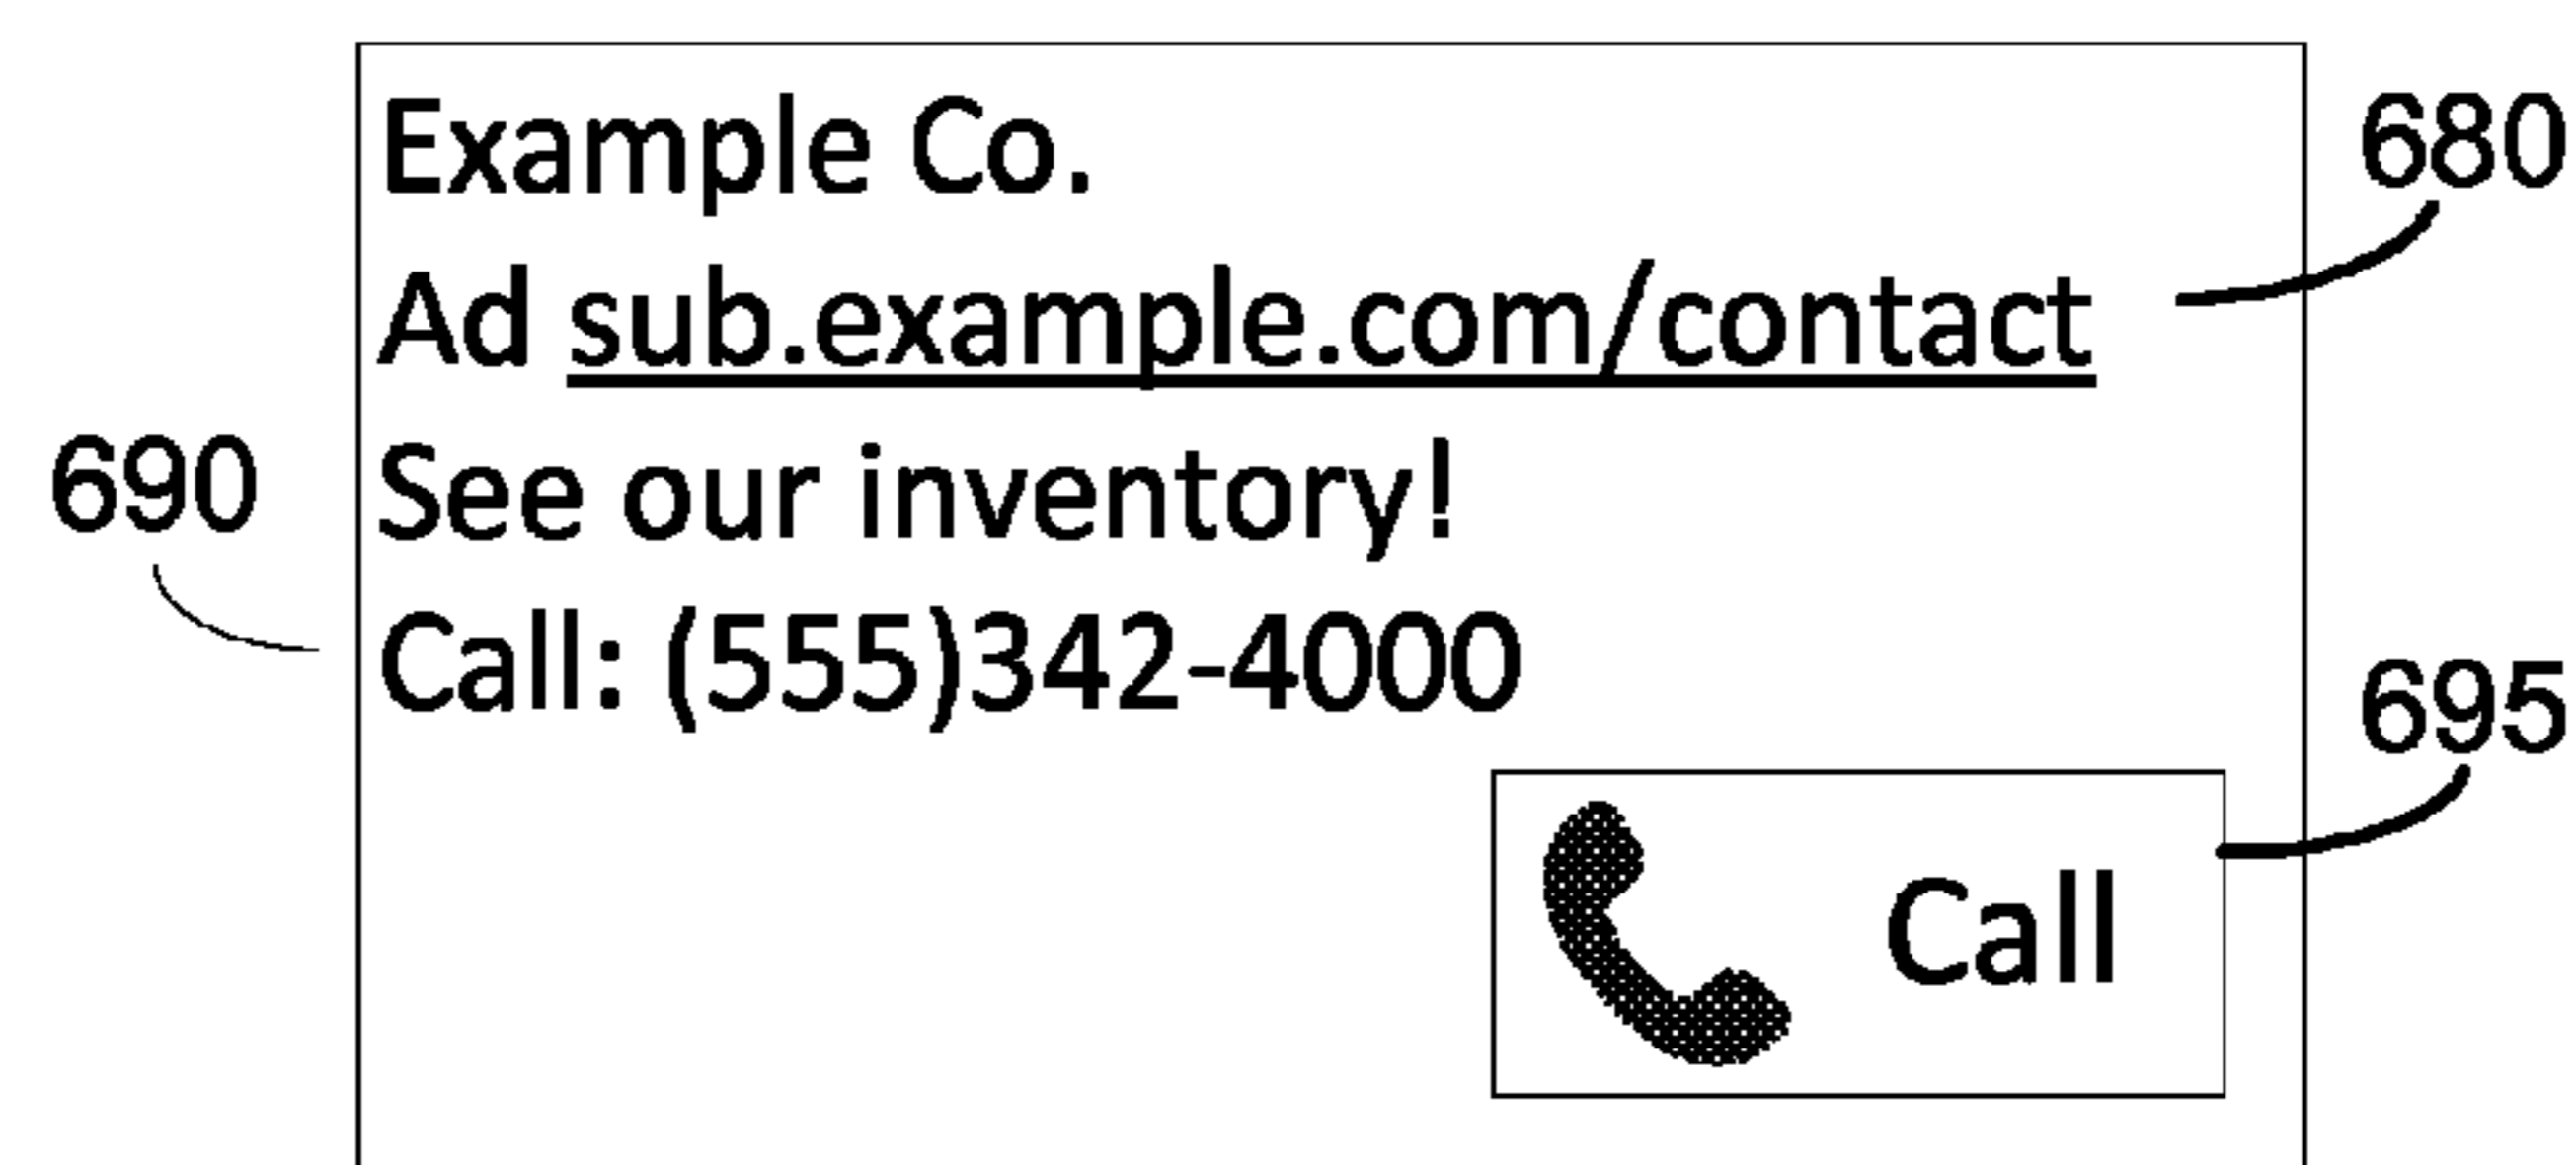 Example Co.
680
Ad sub.example.com/contact
690
See our inventory!
Call: (555)342-4000
695
Call